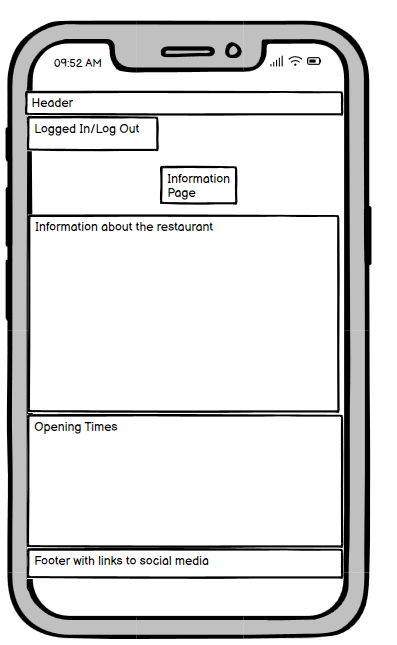 09:52 AM
Header
Logged In/Log Out
Information
Page
Information about the restaurant
Opening Times
Footer with links to social media